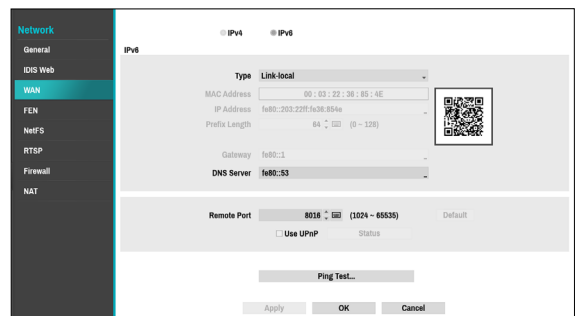 Network
General
IDIS Web
WAN
FEN
NetFS
RTSP
Firewall
NAT
IPv4 IPv6
IPv6
Type Link-local
MAC Address 00 : 03 : 22 : 36 : 85 : 4E
IP Address fe80::203:22ff:fe36:854e
Prefix Length 64 (0 ~ 128)
Gateway fe80::1
DNS Server fe80::53
Remote Port 8016 (1024 ~ 65535) Default
Use UPnP Status
Ping Test...
Apply OK Cancel